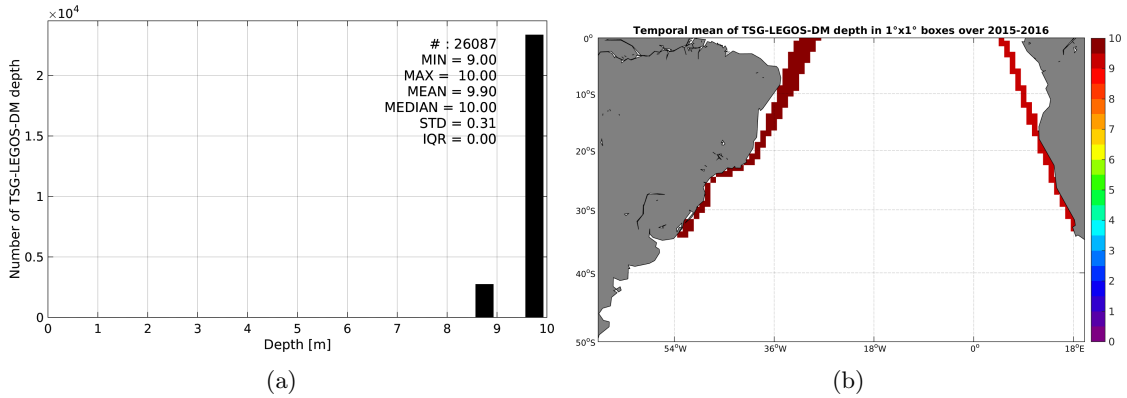 ×10⁴
2
1.5
1
0.5
0
Number of TSG-LEGOS-DM depth
# : 26087
MIN = 9.00
MAX = 10.00
MEAN = 9.90
MEDIAN = 10.00
STD = 0.31
IQR = 0.00
0 1 2 3 4 5 6 7 8 9 10
Depth [m]
(a)
Temporal mean of TSG-LEGOS-DM depth in 1°x1° boxes over 2015-2016
0°
10°S
20°S
30°S
40°S
50°S
54°W 36°W 18°W 0° 18°E
10
9
8
7
6
5
4
3
2
1
0
(b)